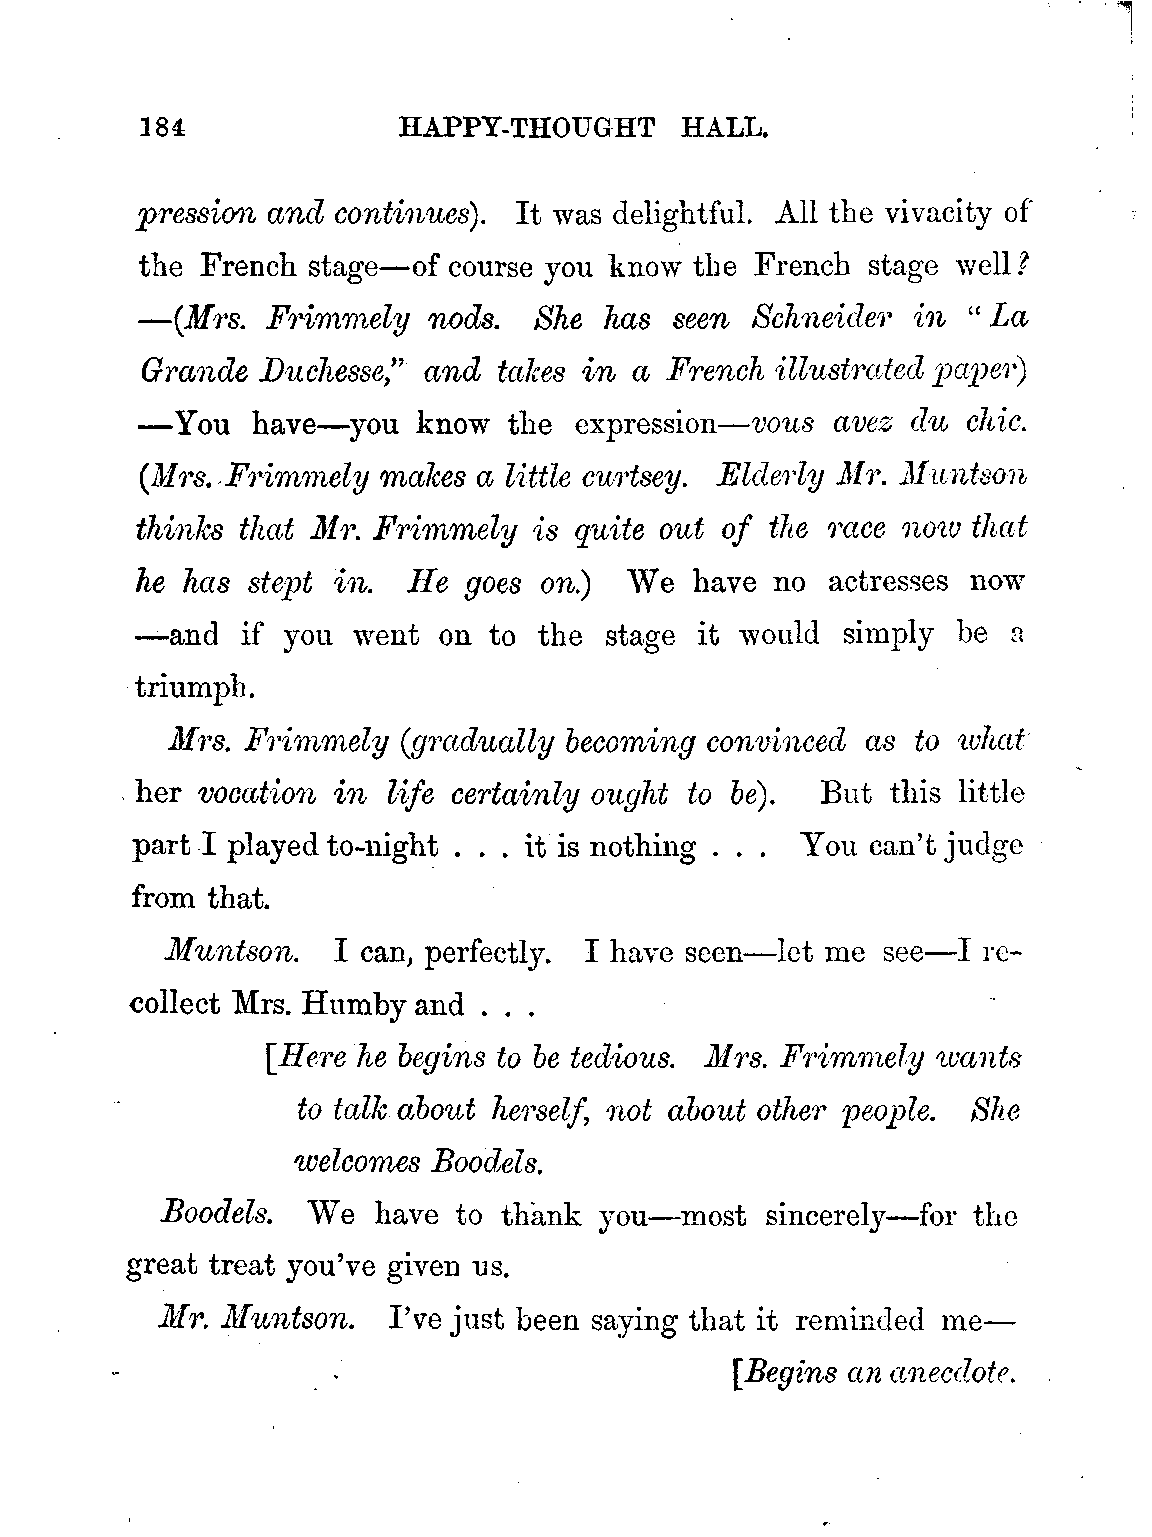 184 HAPPY-THOUGHT HALL.
pression and continues). It was delightful. All the vivacity of
the French stage—of course you know the French stage well?
—(Mrs. Frimmely nods. She has seen Schneider in “La
Grande Duchesse,” and takes in a French illustrated paper)
—You have—you know the expression—vous avez du chic.
(Mrs. Frimmely makes a little curtsey. Elderly Mr. Muntson
thinks that Mr. Frimmely is quite out of the race now that
he has stept in. He goes on.) We have no actresses now
—and if you went on to the stage it would simply be a
triumph.
Mrs. Frimmely (gradually becoming convinced as to what
her vocation in life certainly ought to be). But this little
part I played to-night . . . it is nothing . . . You can’t judge
from that.
Muntson. I can, perfectly. I have seen—let me see—I re-
collect Mrs. Humby and . . .
[Here he begins to be tedious. Mrs. Frimmely wants
to talk about herself, not about other people. She
welcomes Boodels.
Boodels. We have to thank you—most sincerely—for the
great treat you’ve given us.
Mr. Muntson. I’ve just been saying that it reminded me—
[Begins an anecdote.